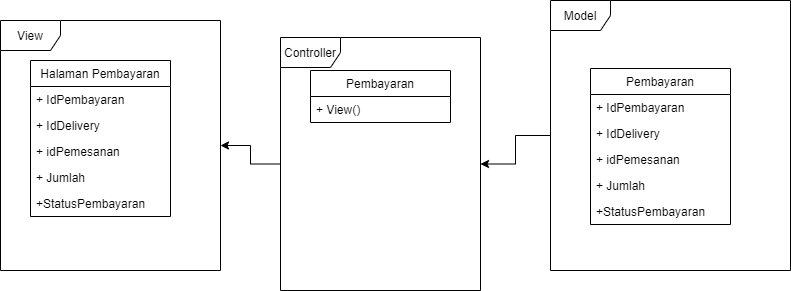 View
Halaman Pembayaran
+ IdPembayaran
+ IdDelivery
+ idPemesanan
+ Jumlah
+StatusPembayaran
Controller
Pembayaran
+ View()
Model
Pembayaran
+ IdPembayaran
+ IdDelivery
+ idPemesanan
+ Jumlah
+StatusPembayaran